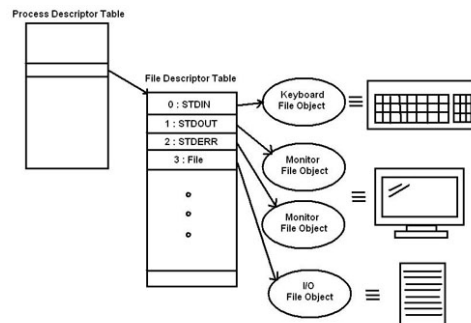 Process Descriptor Table
File Descriptor Table
0 : STDIN
1 : STDOUT
2 : STDERR
3 : File
Keyboard
File Object
Monitor
File Object
Monitor
File Object
I/O
File Object